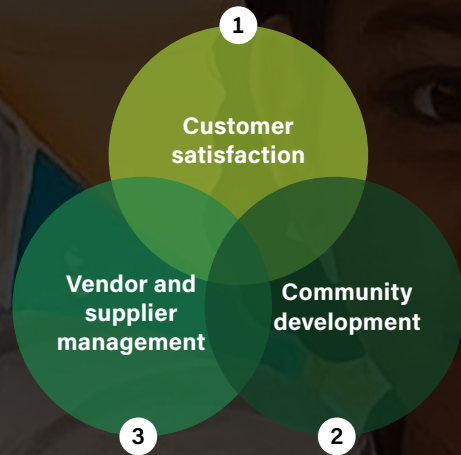 1
Customer
satisfaction
Vendor and
supplier
management
Community
development
3
2